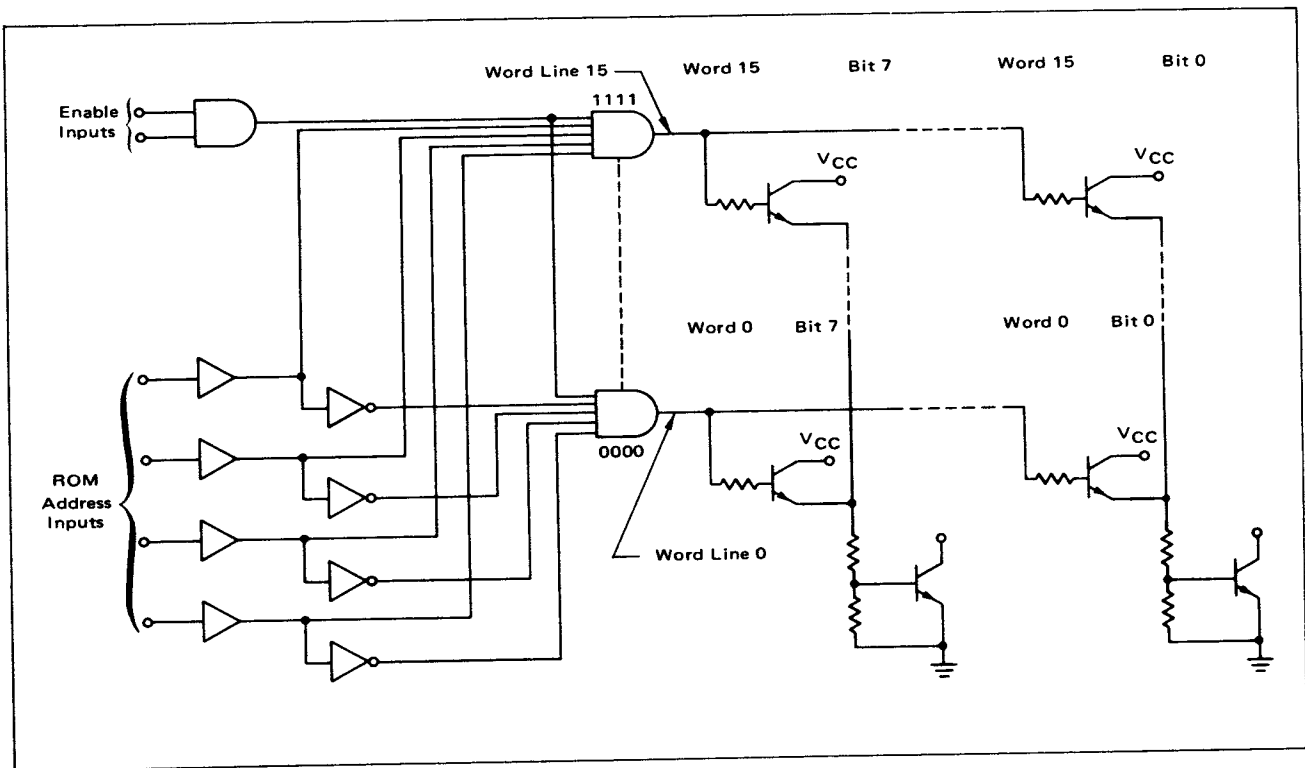 Word Line 15
Word 15
Bit 7
Word 15
Bit 0
Enable
Inputs
1111
VCC
VCC
Word 0
Bit 7
Word 0
Bit 0
ROM
Address
Inputs
0000
VCC
VCC
Word Line 0